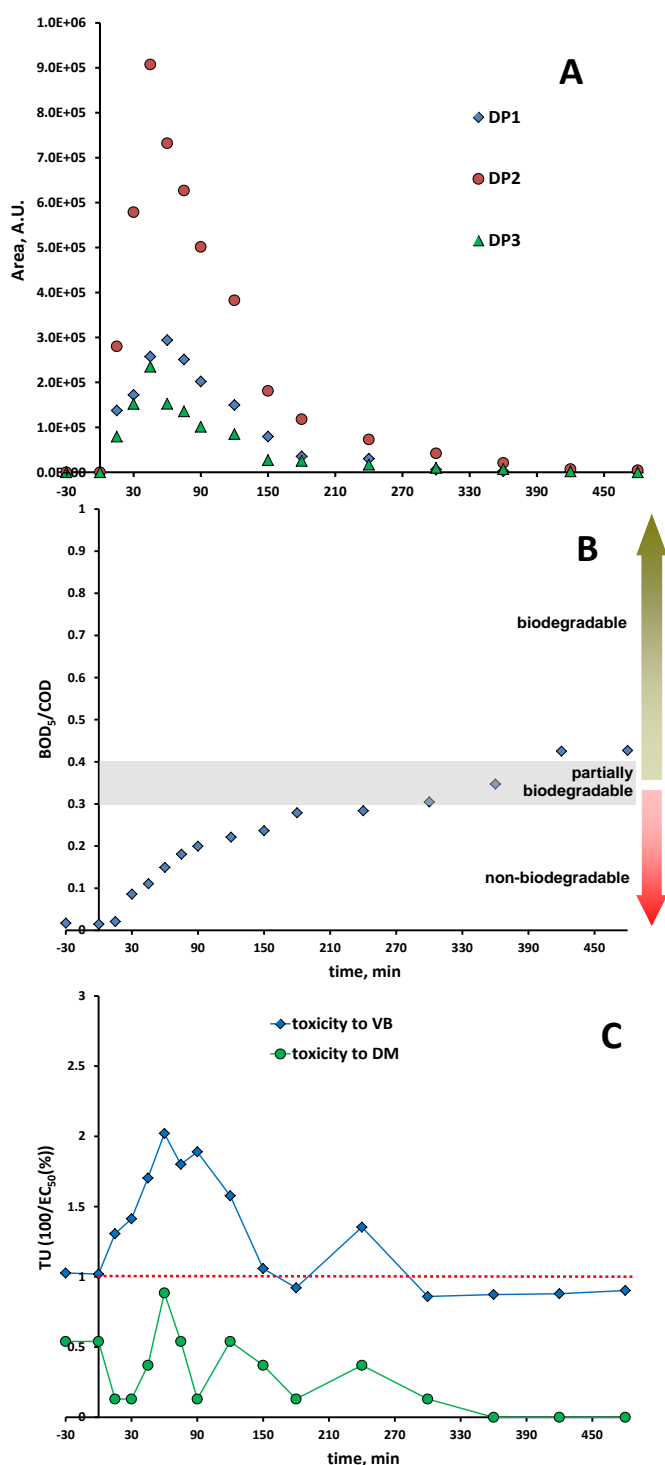 1.0E+06
9.0E+05
8.0E+05
7.0E+05
6.0E+05
5.0E+05
4.0E+05
3.0E+05
2.0E+05
1.0E+05
Area, A.U.
A
DP1
DP2
DP3
-30 30 90 150 210 270 330 390 450
1
0.9
0.8
0.7
0.6
0.5
0.4
0.3
0.2
0.1
0
BOD5/COD
B
biodegradable
partially
biodegradable
non-biodegradable
-30 30 90 150 210 270 330 390 450
time, min
3
2.5
2
1.5
1
0.5
0
TU (100/EC50(%))
toxicity to VB
toxicity to DM
C
-30 30 90 150 210 270 330 390 450
time, min